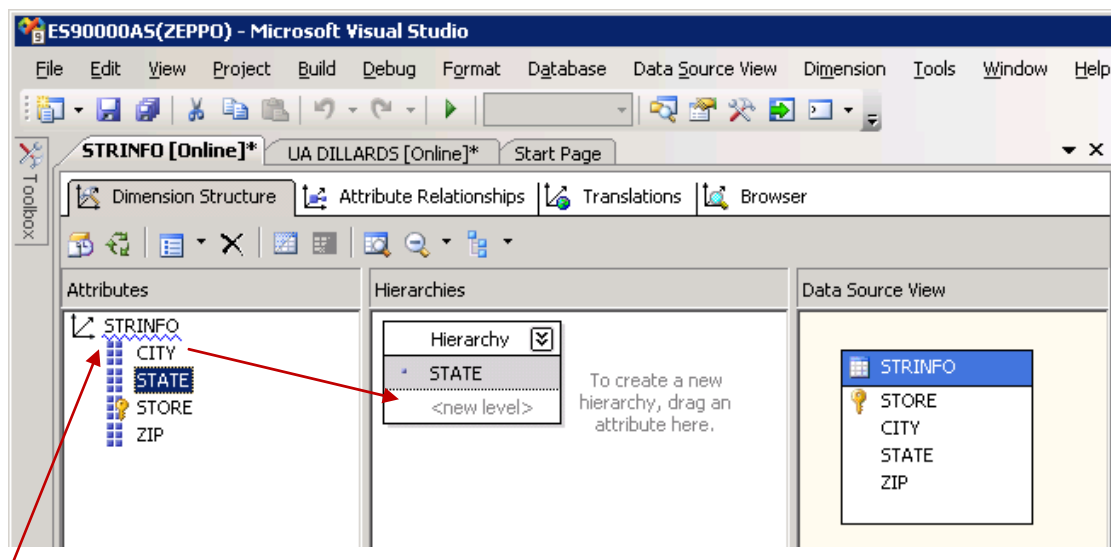 ES90000AS(ZEPPO) - Microsoft Visual Studio
File Edit View Project Build Debug Format Database Data Source View Dimension Tools Window Help
Toolbox
STRINFO [Online]* UA DILLARDS [Online]* Start Page
Dimension Structure Attribute Relationships Translations Browser
Attributes Hierarchies Data Source View
STRINFO
CITY
STATE
STORE
ZIP
Hierarchy
STATE
<new level>
To create a new
hierarchy, drag an
attribute here.
STRINFO
STORE
CITY
STATE
ZIP